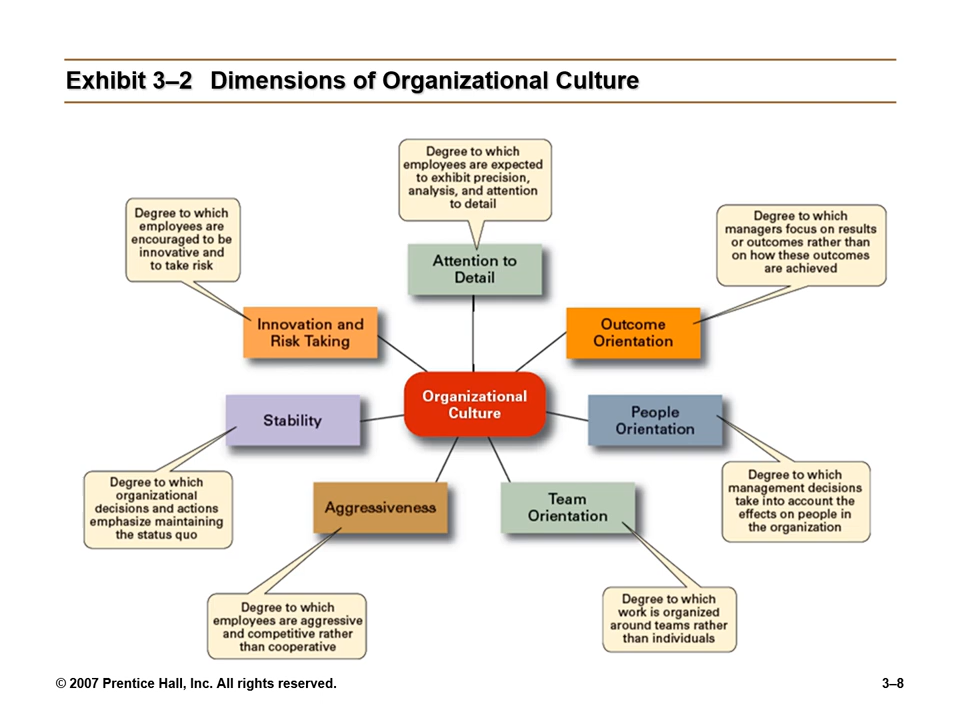 Exhibit 3–2 Dimensions of Organizational Culture
Degree to which
employees are expected
to exhibit precision,
analysis, and attention
to detail
Degree to which
employees are
encouraged to be
innovative and
to take risk
Degree to which
managers focus on results
or outcomes rather than
on how these outcomes
are achieved
Attention to
Detail
Innovation and
Risk Taking
Outcome
Orientation
Organizational
Culture
Stability
People
Orientation
Degree to which
organizational
decisions and actions
emphasize maintaining
the status quo
Aggressiveness
Team
Orientation
Degree to which
management decisions
take into account the
effects on people in
the organization
Degree to which
employees are aggressive
and competitive rather
than cooperative
Degree to which
work is organized
around teams rather
than individuals
© 2007 Prentice Hall, Inc. All rights reserved.
3–8